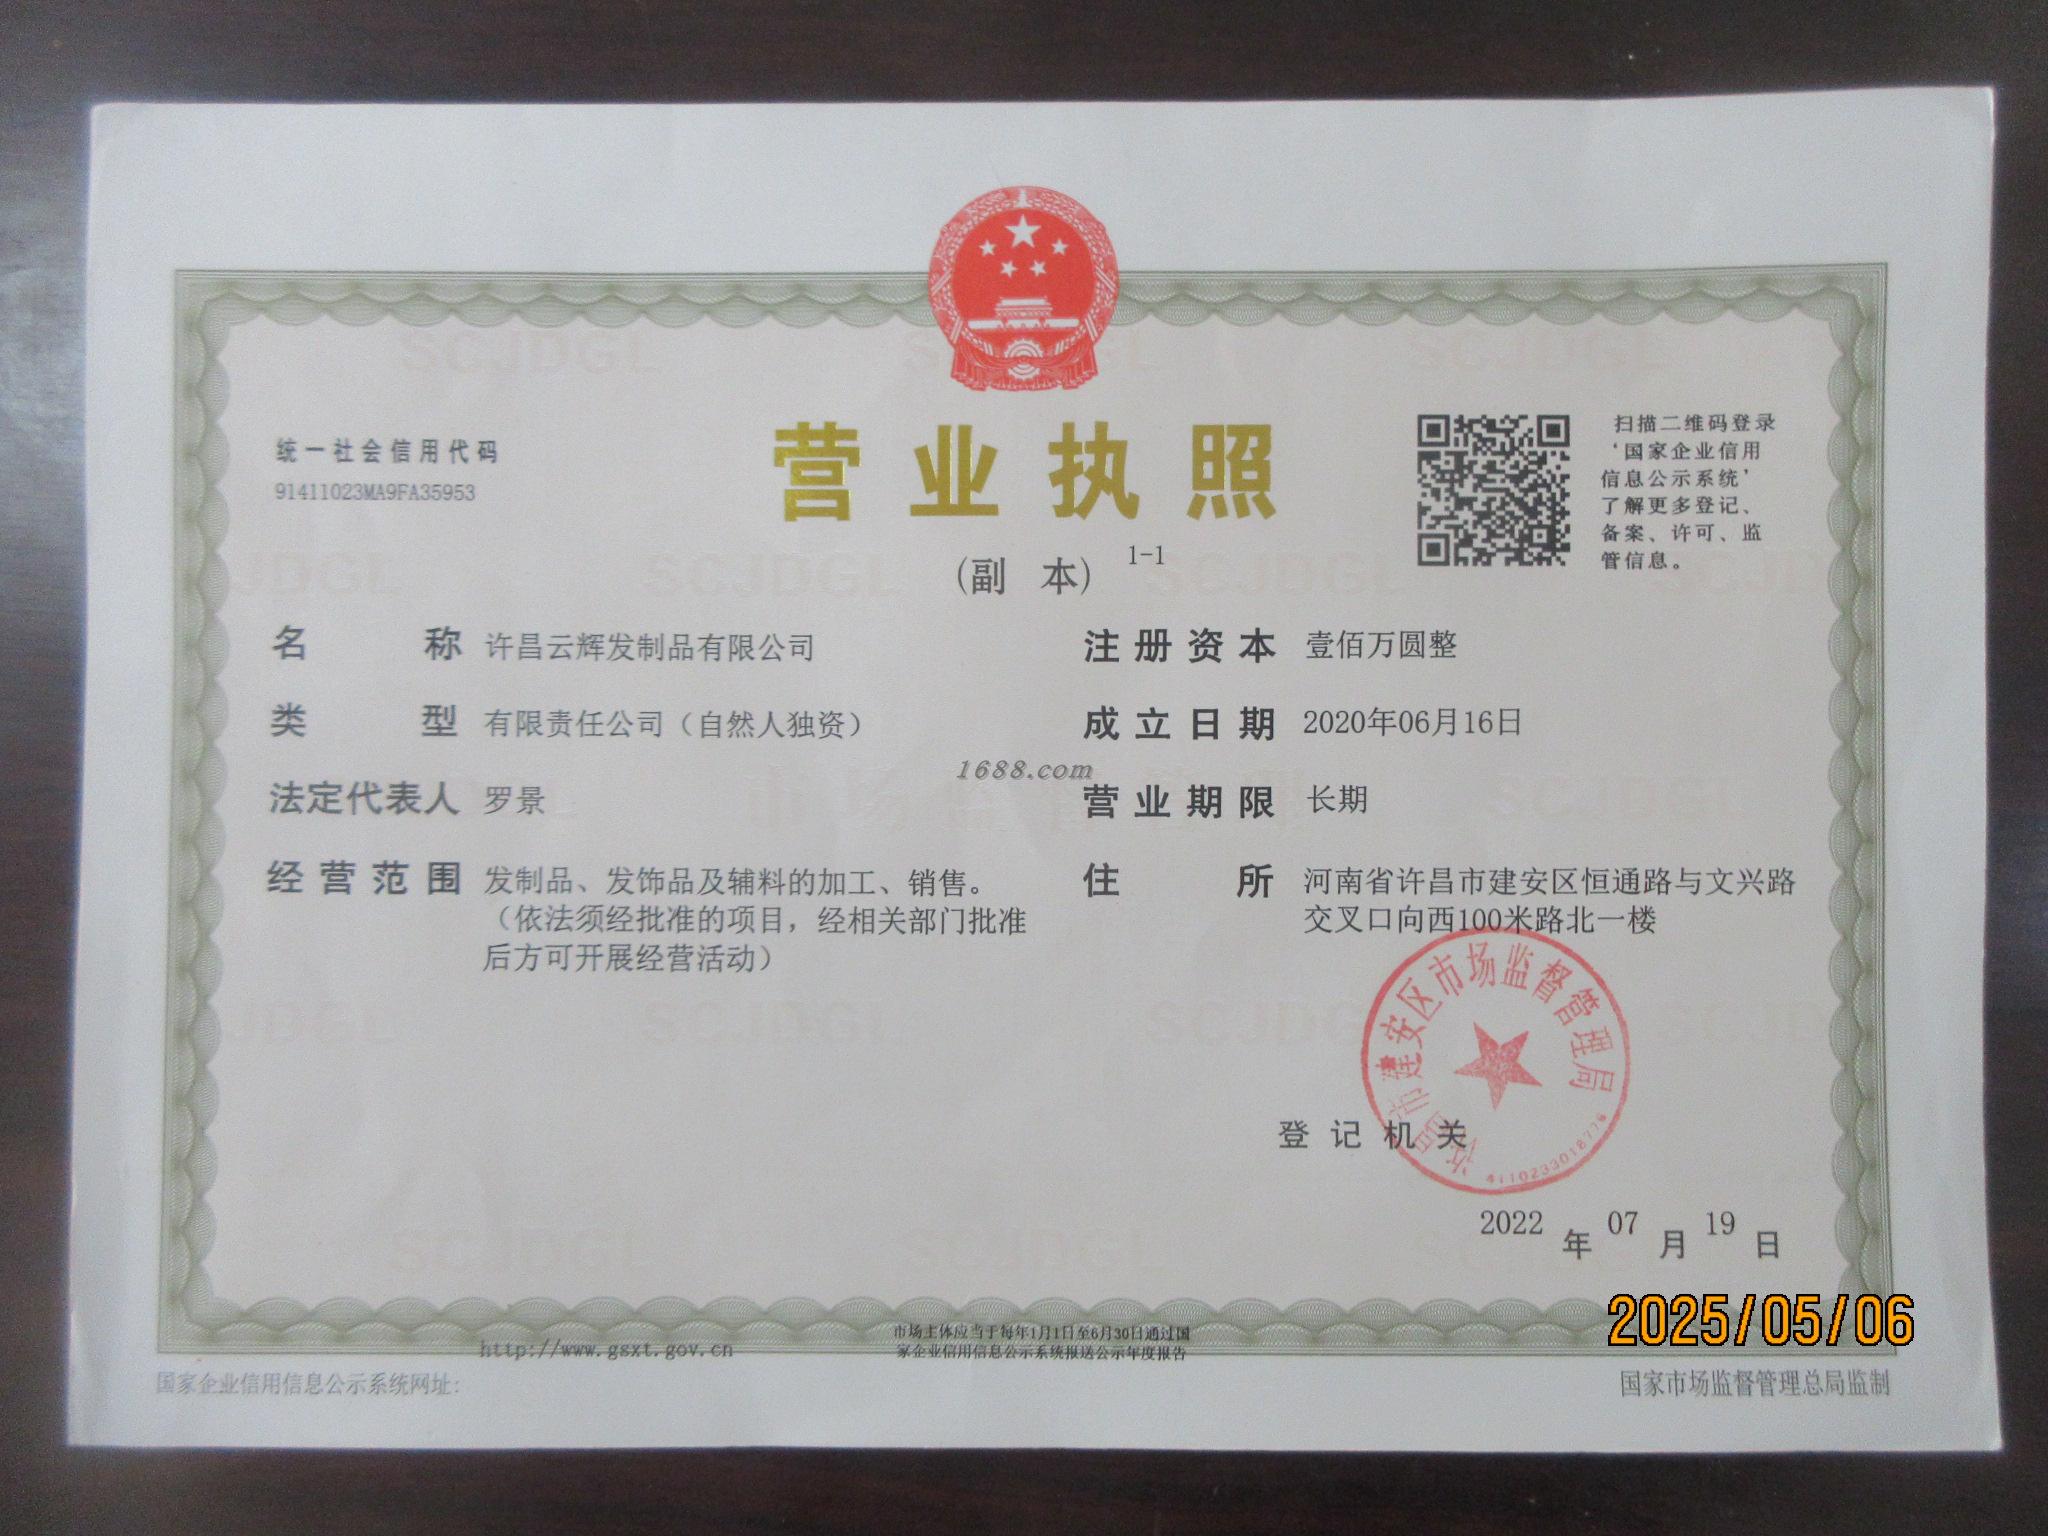 统一社会信用代码
91411023MA9FA35953
营业执照
(副 本) 1-1
扫描二维码登录
‘国家企业信用
信息公示系统’
了解更多登记、
备案、许可、监
管信息。
名 称 许昌云辉发制品有限公司
类 型 有限责任公司（自然人独资）
法定代表人 罗景
经营范围 发制品、发饰品及辅料的加工、销售。
（依法须经批准的项目，经相关部门批准
后方可开展经营活动）
注册资本 壹佰万圆整
成立日期 2020年06月16日
营业期限 长期
住 所 河南省许昌市建安区恒通路与文兴路
交叉口向西100米路北一楼
1688.com
许昌市建安区市场监督管理局
4110233018776
登记机关
2022 年 07 月 19 日
2025/05/06
http://www.gsxt.gov.cn
市场主体应当于每年1月1日至6月30日通过国
家企业信用信息公示系统报送公示年度报告
国家企业信用信息公示系统网址:
国家市场监督管理总局监制
SCJDGL